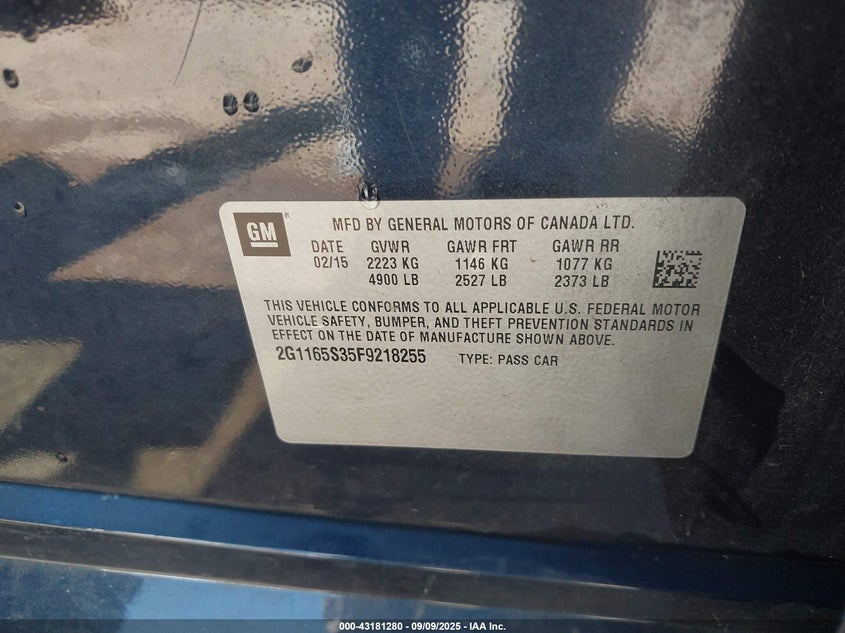 GM ®
MFD BY GENERAL MOTORS OF CANADA LTD.
DATE GVWR GAWR FRT GAWR RR
02/15 2223 KG 1146 KG 1077 KG
4900 LB 2527 LB 2373 LB
THIS VEHICLE CONFORMS TO ALL APPLICABLE U.S. FEDERAL MOTOR
VEHICLE SAFETY, BUMPER, AND THEFT PREVENTION STANDARDS IN
EFFECT ON THE DATE OF MANUFACTURE SHOWN ABOVE.
2G1165S35F9218255 TYPE: PASS CAR
000-43181280 - 09/09/2025 - IAA Inc.